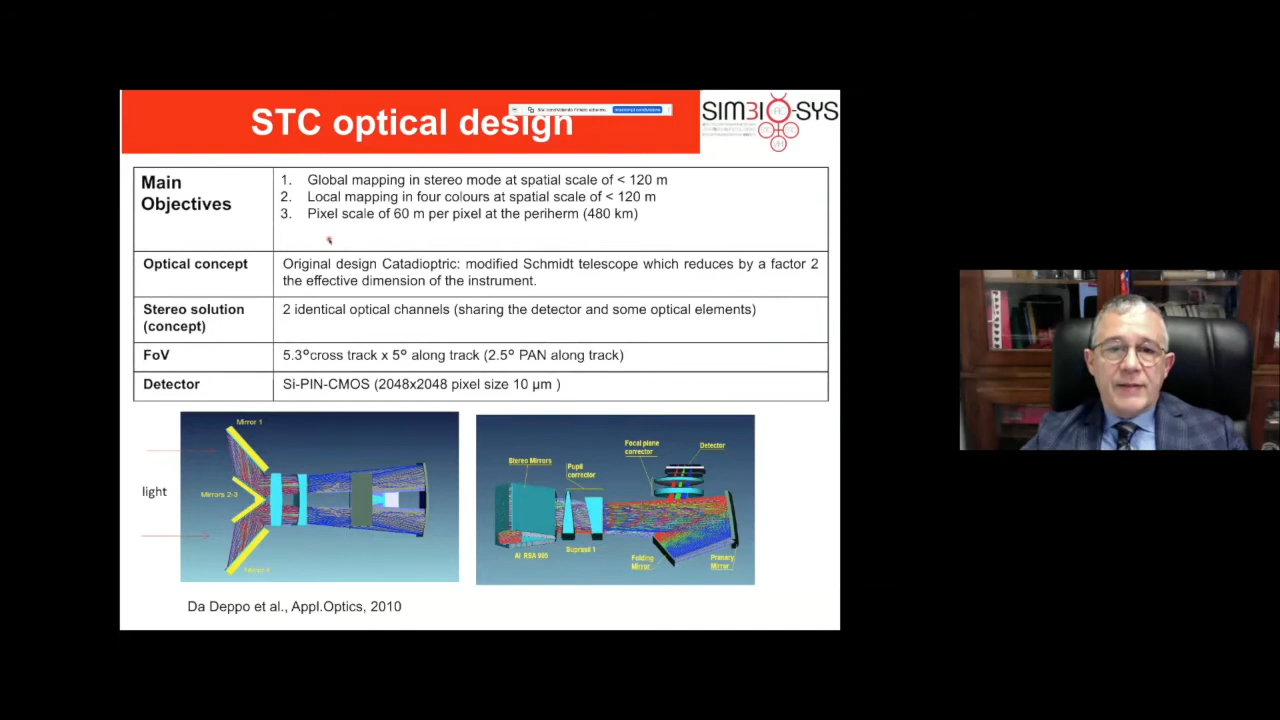 STC optical design
SIMBIO-SYS
Main
Objectives
1. Global mapping in stereo mode at spatial scale of < 120 m
2. Local mapping in four colours at spatial scale of < 120 m
3. Pixel scale of 60 m per pixel at the periherm (480 km)
Optical concept
Original design Catadioptric: modified Schmidt telescope which reduces by a factor 2
the effective dimension of the instrument.
Stereo solution
(concept)
2 identical optical channels (sharing the detector and some optical elements)
FoV
5.3°cross track x 5° along track (2.5° PAN along track)
Detector
Si-PIN-CMOS (2048x2048 pixel size 10 µm )
light
Mirror 1
Mirrors 2-3
Stereo Mirrors
Pupil
corrector
Focal plane
corrector
Detector
Al RSA 905
Suprasil 1
Folding
Mirror
Primary
Mirror
Da Deppo et al., Appl.Optics, 2010